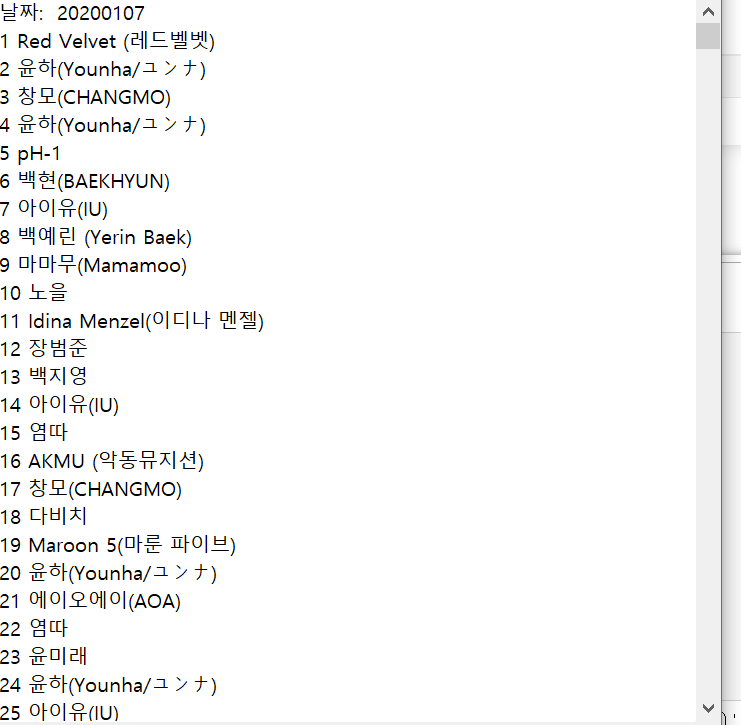 날짜: 20200107
1 Red Velvet (레드벨벳)
2 윤하(Younha/ユンナ)
3 창모(CHANGMO)
4 윤하(Younha/ユンナ)
5 pH-1
6 백현(BAEKHYUN)
7 아이유(IU)
8 백예린 (Yerin Baek)
9 마마무(Mamamoo)
10 노을
11 Idina Menzel(이디나 멘젤)
12 장범준
13 백지영
14 아이유(IU)
15 염따
16 AKMU (악동뮤지션)
17 창모(CHANGMO)
18 다비치
19 Maroon 5(마룬 파이브)
20 윤하(Younha/ユンナ)
21 에이오에이(AOA)
22 염따
23 윤미래
24 윤하(Younha/ユンナ)
25 아이유(IU)